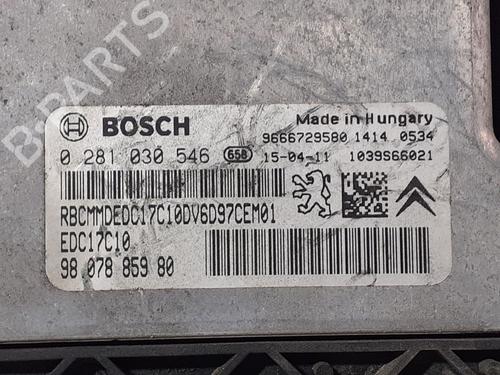 B-PARTS
BOSCH
Made in Hungary
9666729580 1414 0534
0 281 030 546 658 15-04-11 1039S66021
RBCMMDEDC17C10DV6D97CEM01
EDC17C10
98 078 859 80